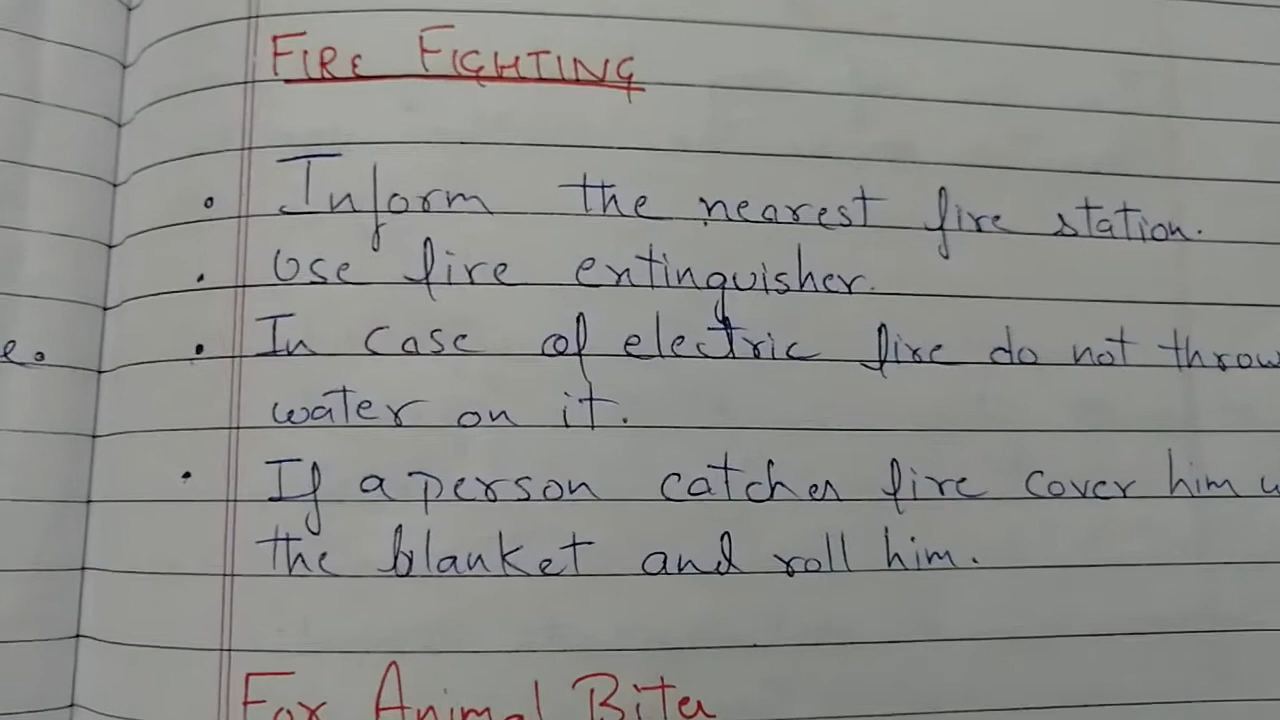 FIRE FIGHTING
• Inform the nearest fire station.
• Use fire extinguisher.
e.
• In case of electric fire do not throw
water on it.
• If a person catches fire cover him
the blanket and roll him.
For Animal Bites